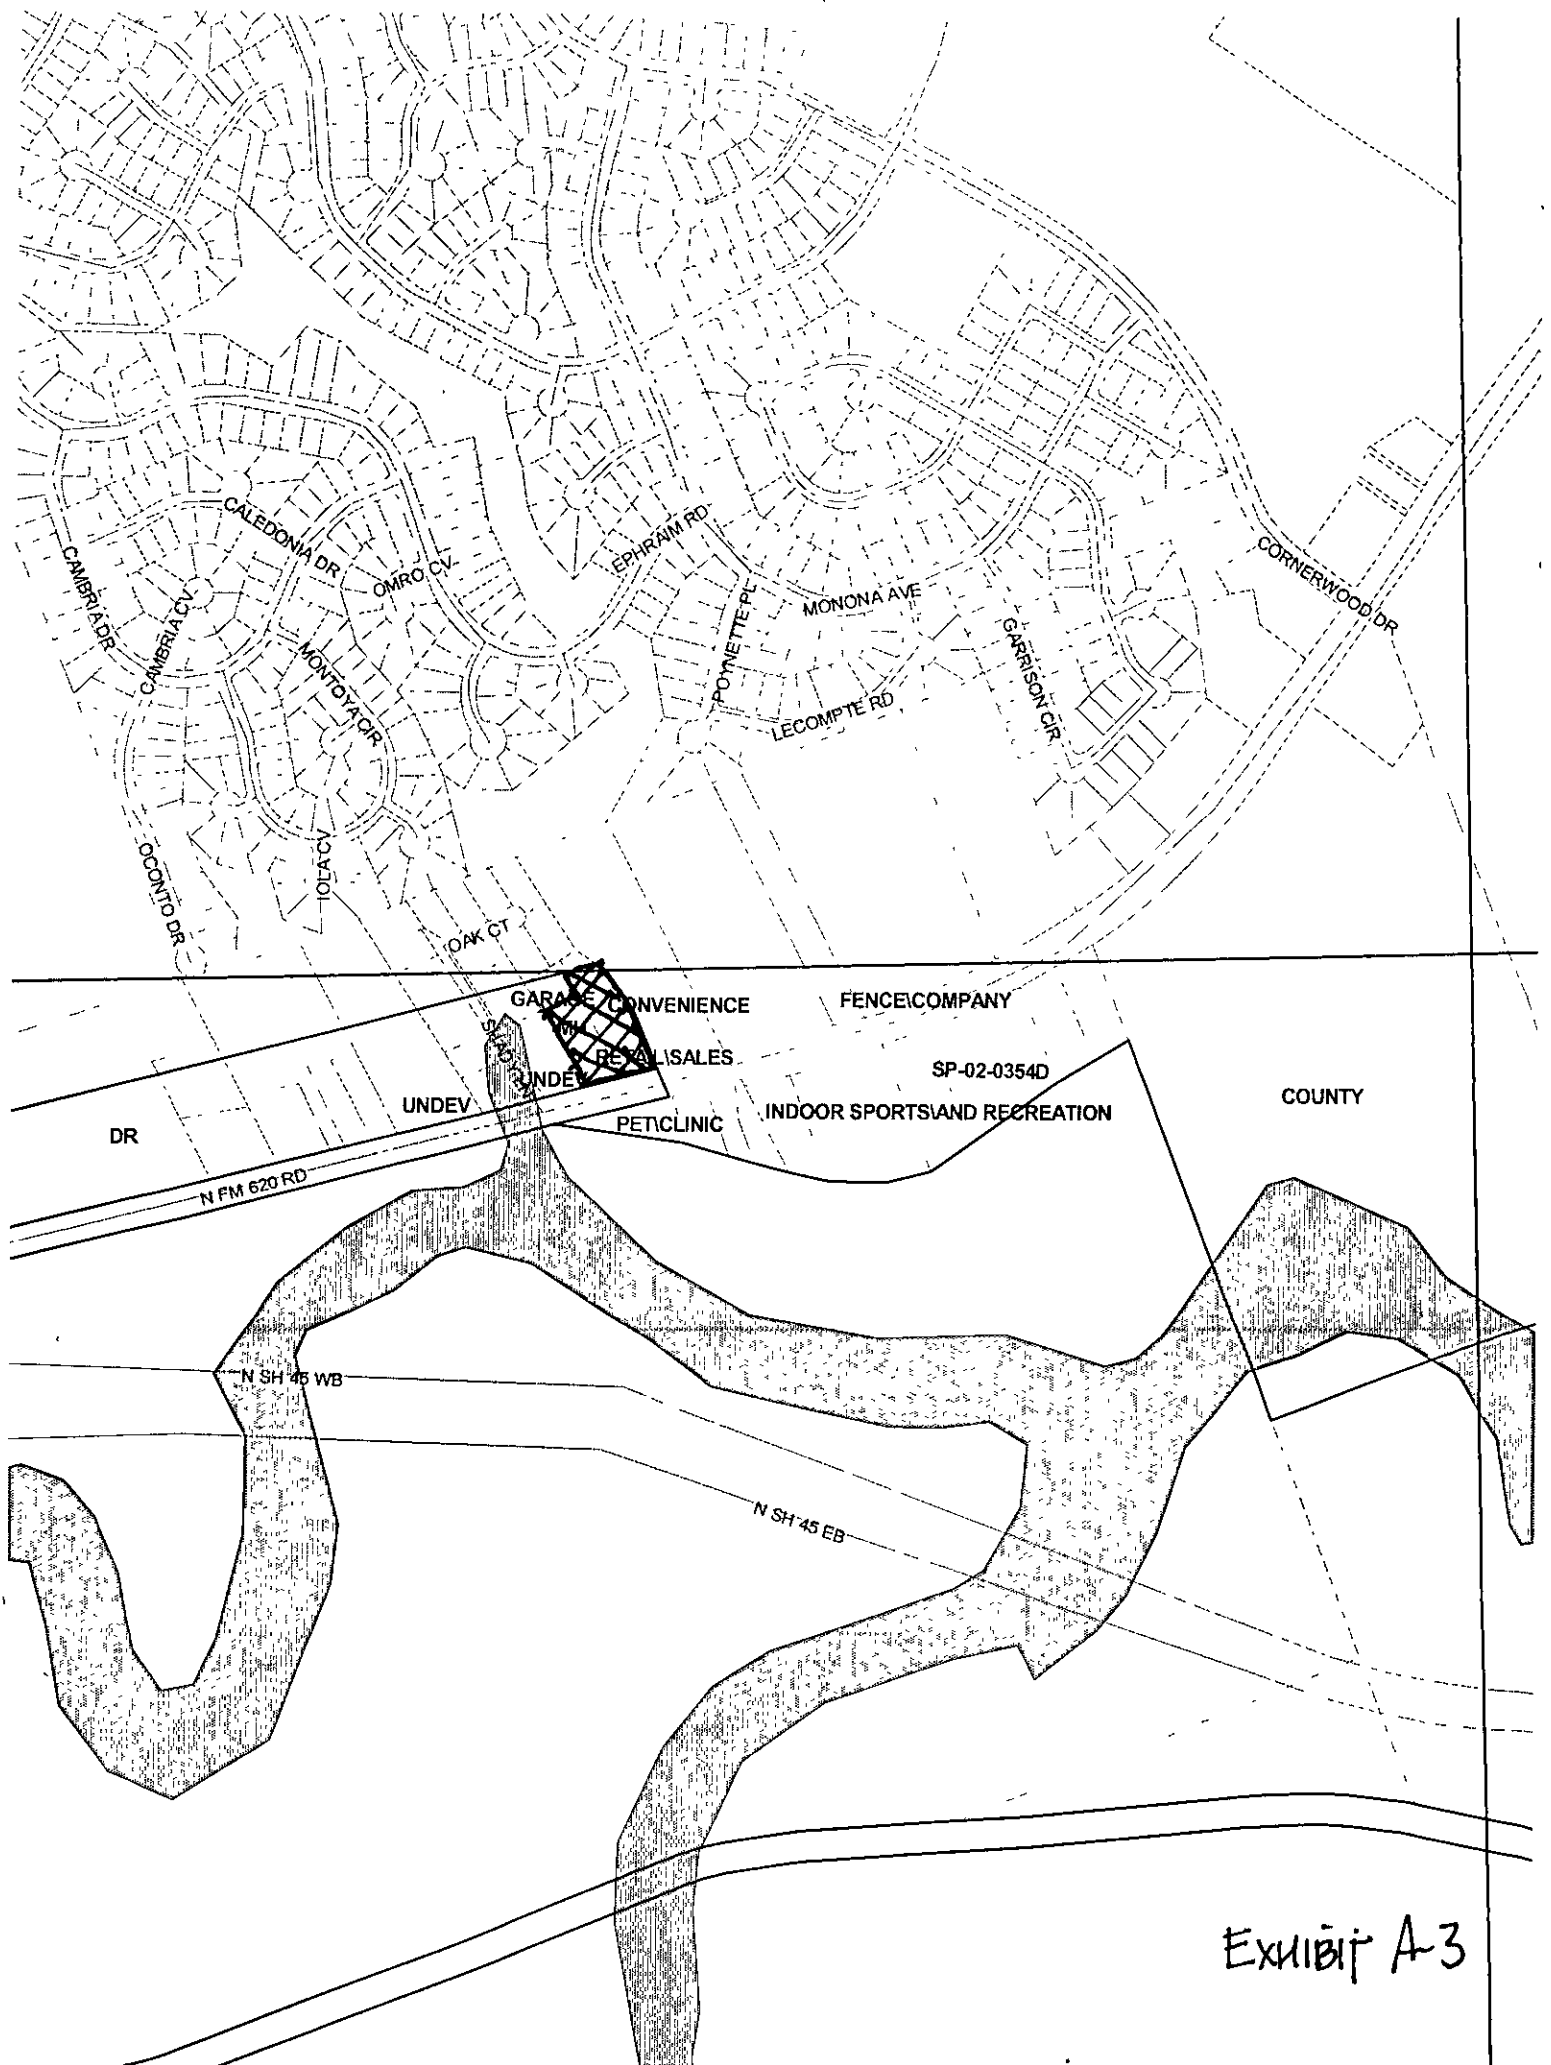 CALEDONIA DR
OMRO CV
EPHRAIM RD
CORNERWOOD DR
CAMBRIA DR
CAMBRIA CV
MONONA AVE
POYNETTE PL
GARRISON CIR
MONTOYA CIR
LECOMPTE RD
OCONTO DR
IOLA CV
OAK CT
GARAGE
CONVENIENCE
FENCE\COMPANY
MH
SHADY LN
RETAIL\SALES
SP-02-0354D
UNDEV
UNDEV
COUNTY
INDOOR SPORTS\AND RECREATION
PET\CLINIC
DR
N FM 620 RD
N SH 45 WB
N SH 45 EB
EXHIBIT A-3